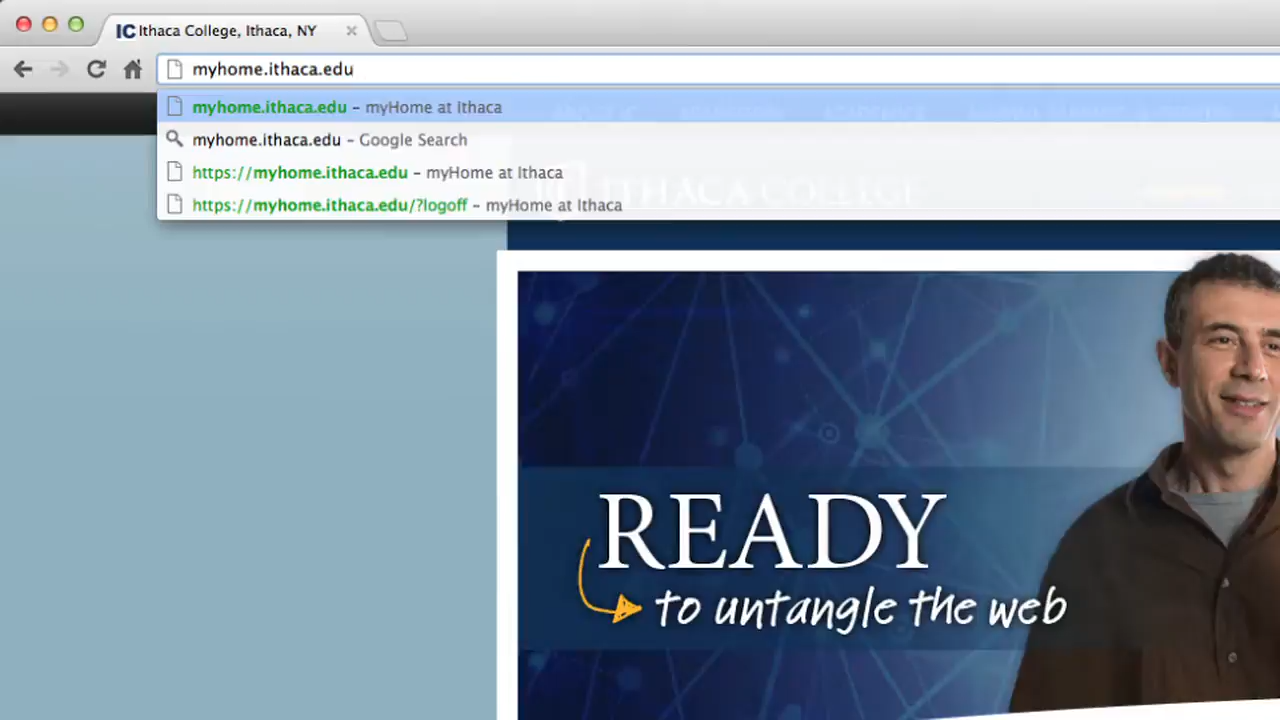 IC Ithaca College, Ithaca, NY
myhome.ithaca.edu
myhome.ithaca.edu – myHome at Ithaca
myhome.ithaca.edu – Google Search
https://myhome.ithaca.edu – myHome at Ithaca
https://myhome.ithaca.edu/?logoff – myHome at Ithaca
ITHACA COLLEGE
READY
to untangle the web